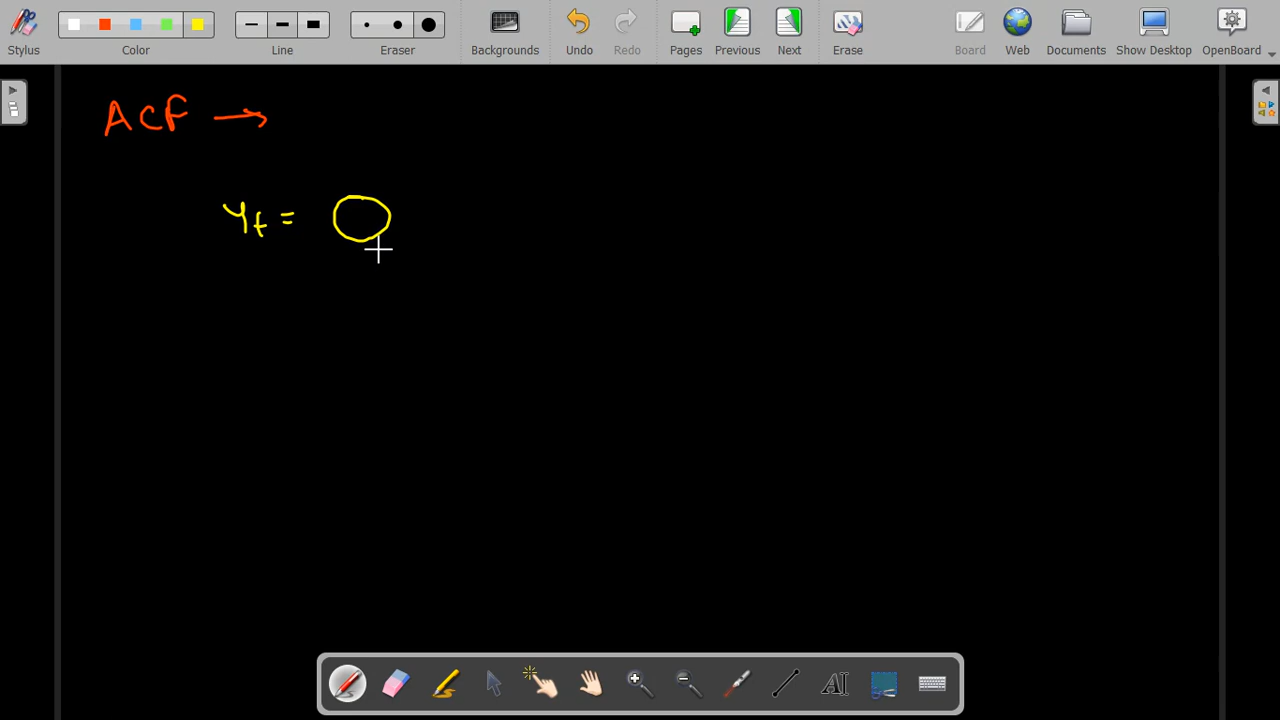 Stylus Color Line Eraser Backgrounds Undo Redo Pages Previous Next Erase Board Web Documents Show Desktop OpenBoard
ACF →
Yt = ○
AI